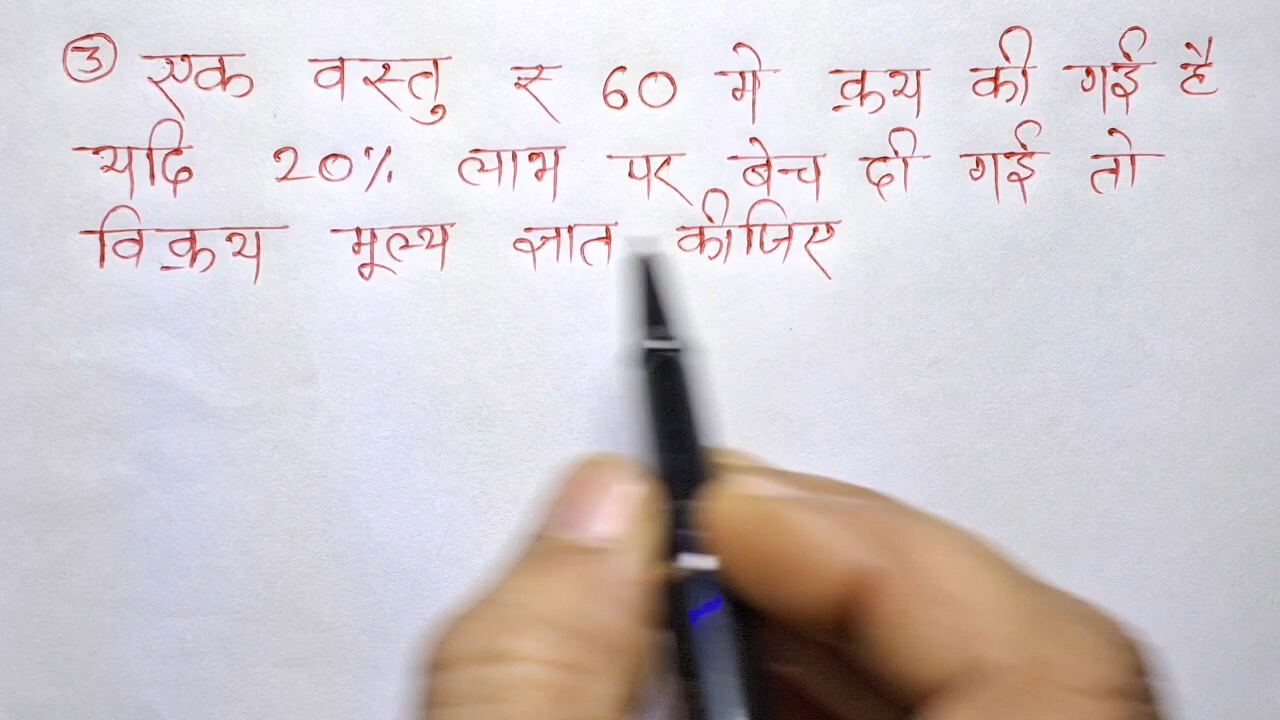 ③ एक वस्तु ₹ 60 मे क्रय की गई है
यदि 20% लाभ पर बेच दी गई तो
विक्रय मूल्य ज्ञात कीजिए